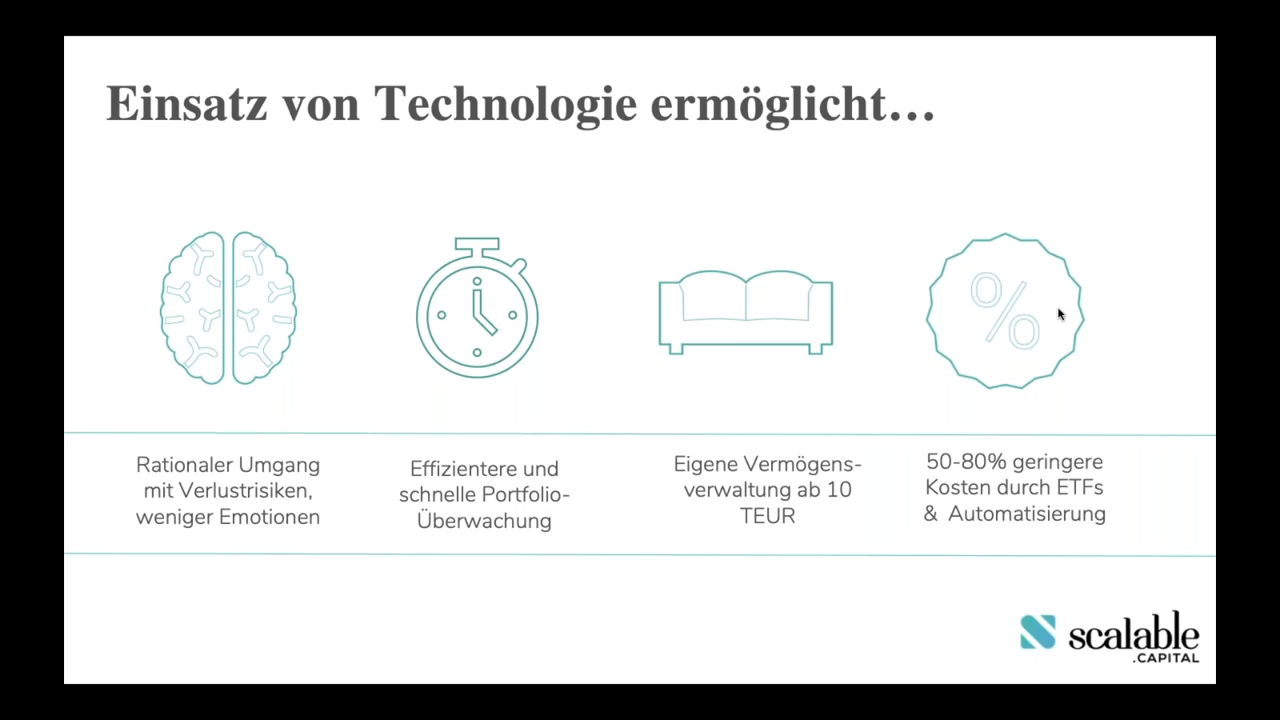 Einsatz von Technologie ermöglicht…
%
Rationaler Umgang
mit Verlustrisiken,
weniger Emotionen
Effizientere und
schnelle Portfolio-
Überwachung
Eigene Vermögens-
verwaltung ab 10
TEUR
50-80% geringere
Kosten durch ETFs
& Automatisierung
scalable
.CAPITAL